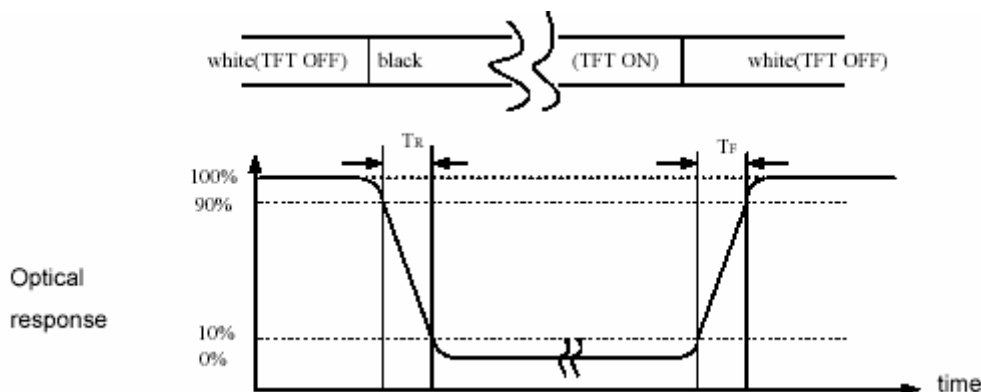 white(TFT OFF) black (TFT ON) white(TFT OFF)
TR TF
100%
90%
Optical
response
10%
0%
time